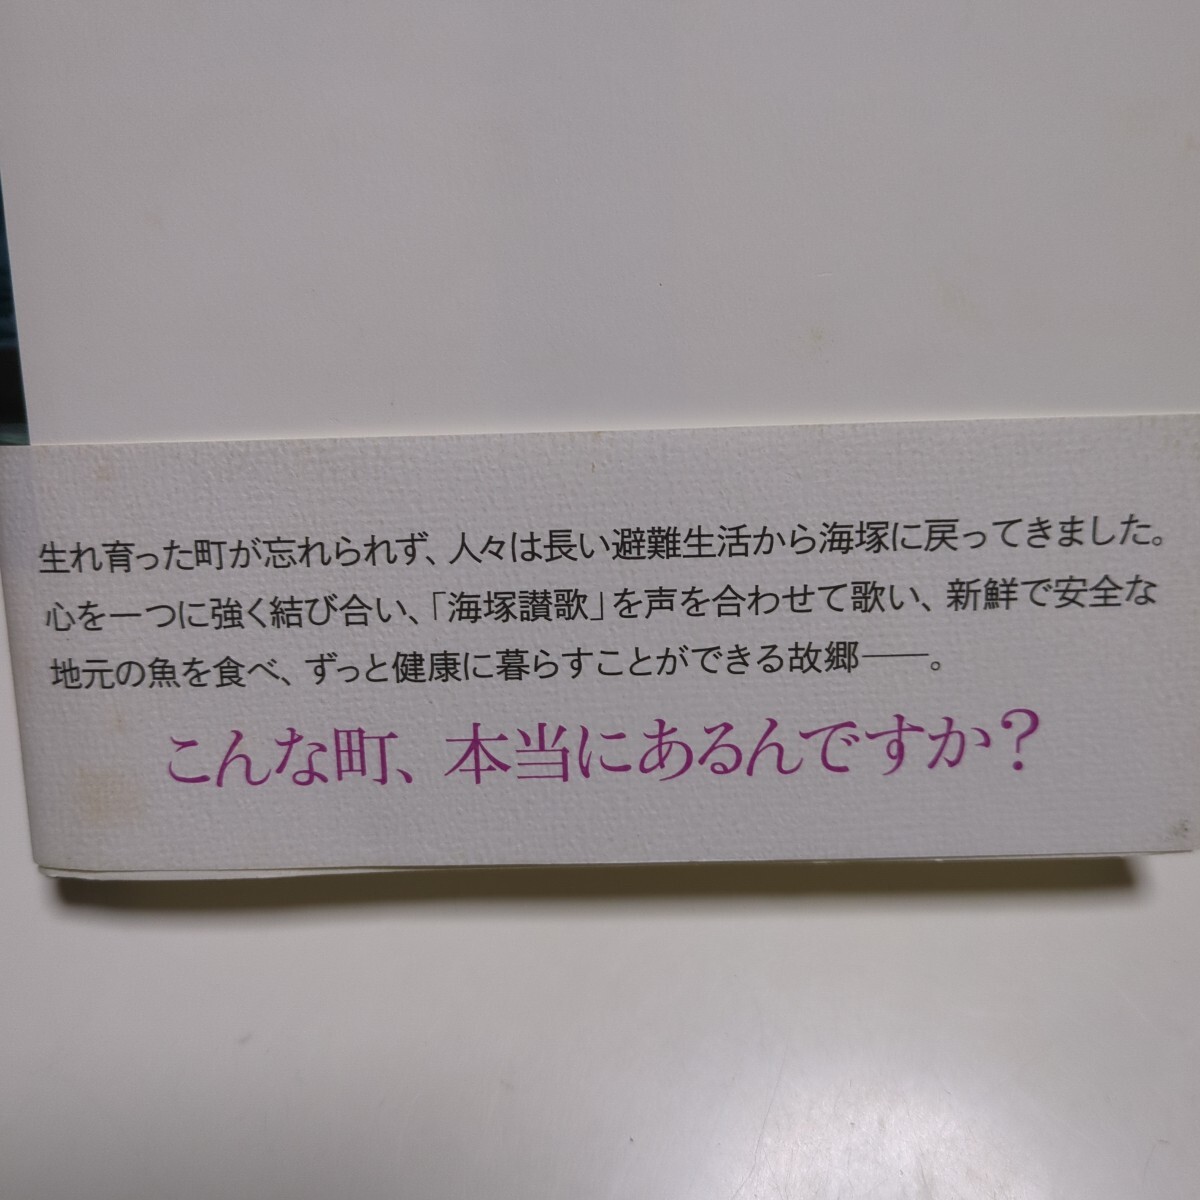 生れ育った町が忘れられず、人々は長い避難生活から海塚に戻ってきました。
心を一つに強く結び合い、「海塚讃歌」を声を合わせて歌い、新鮮で安全な
地元の魚を食べ、ずっと健康に暮らすことができる故郷――。
こんな町、本当にあるんですか?